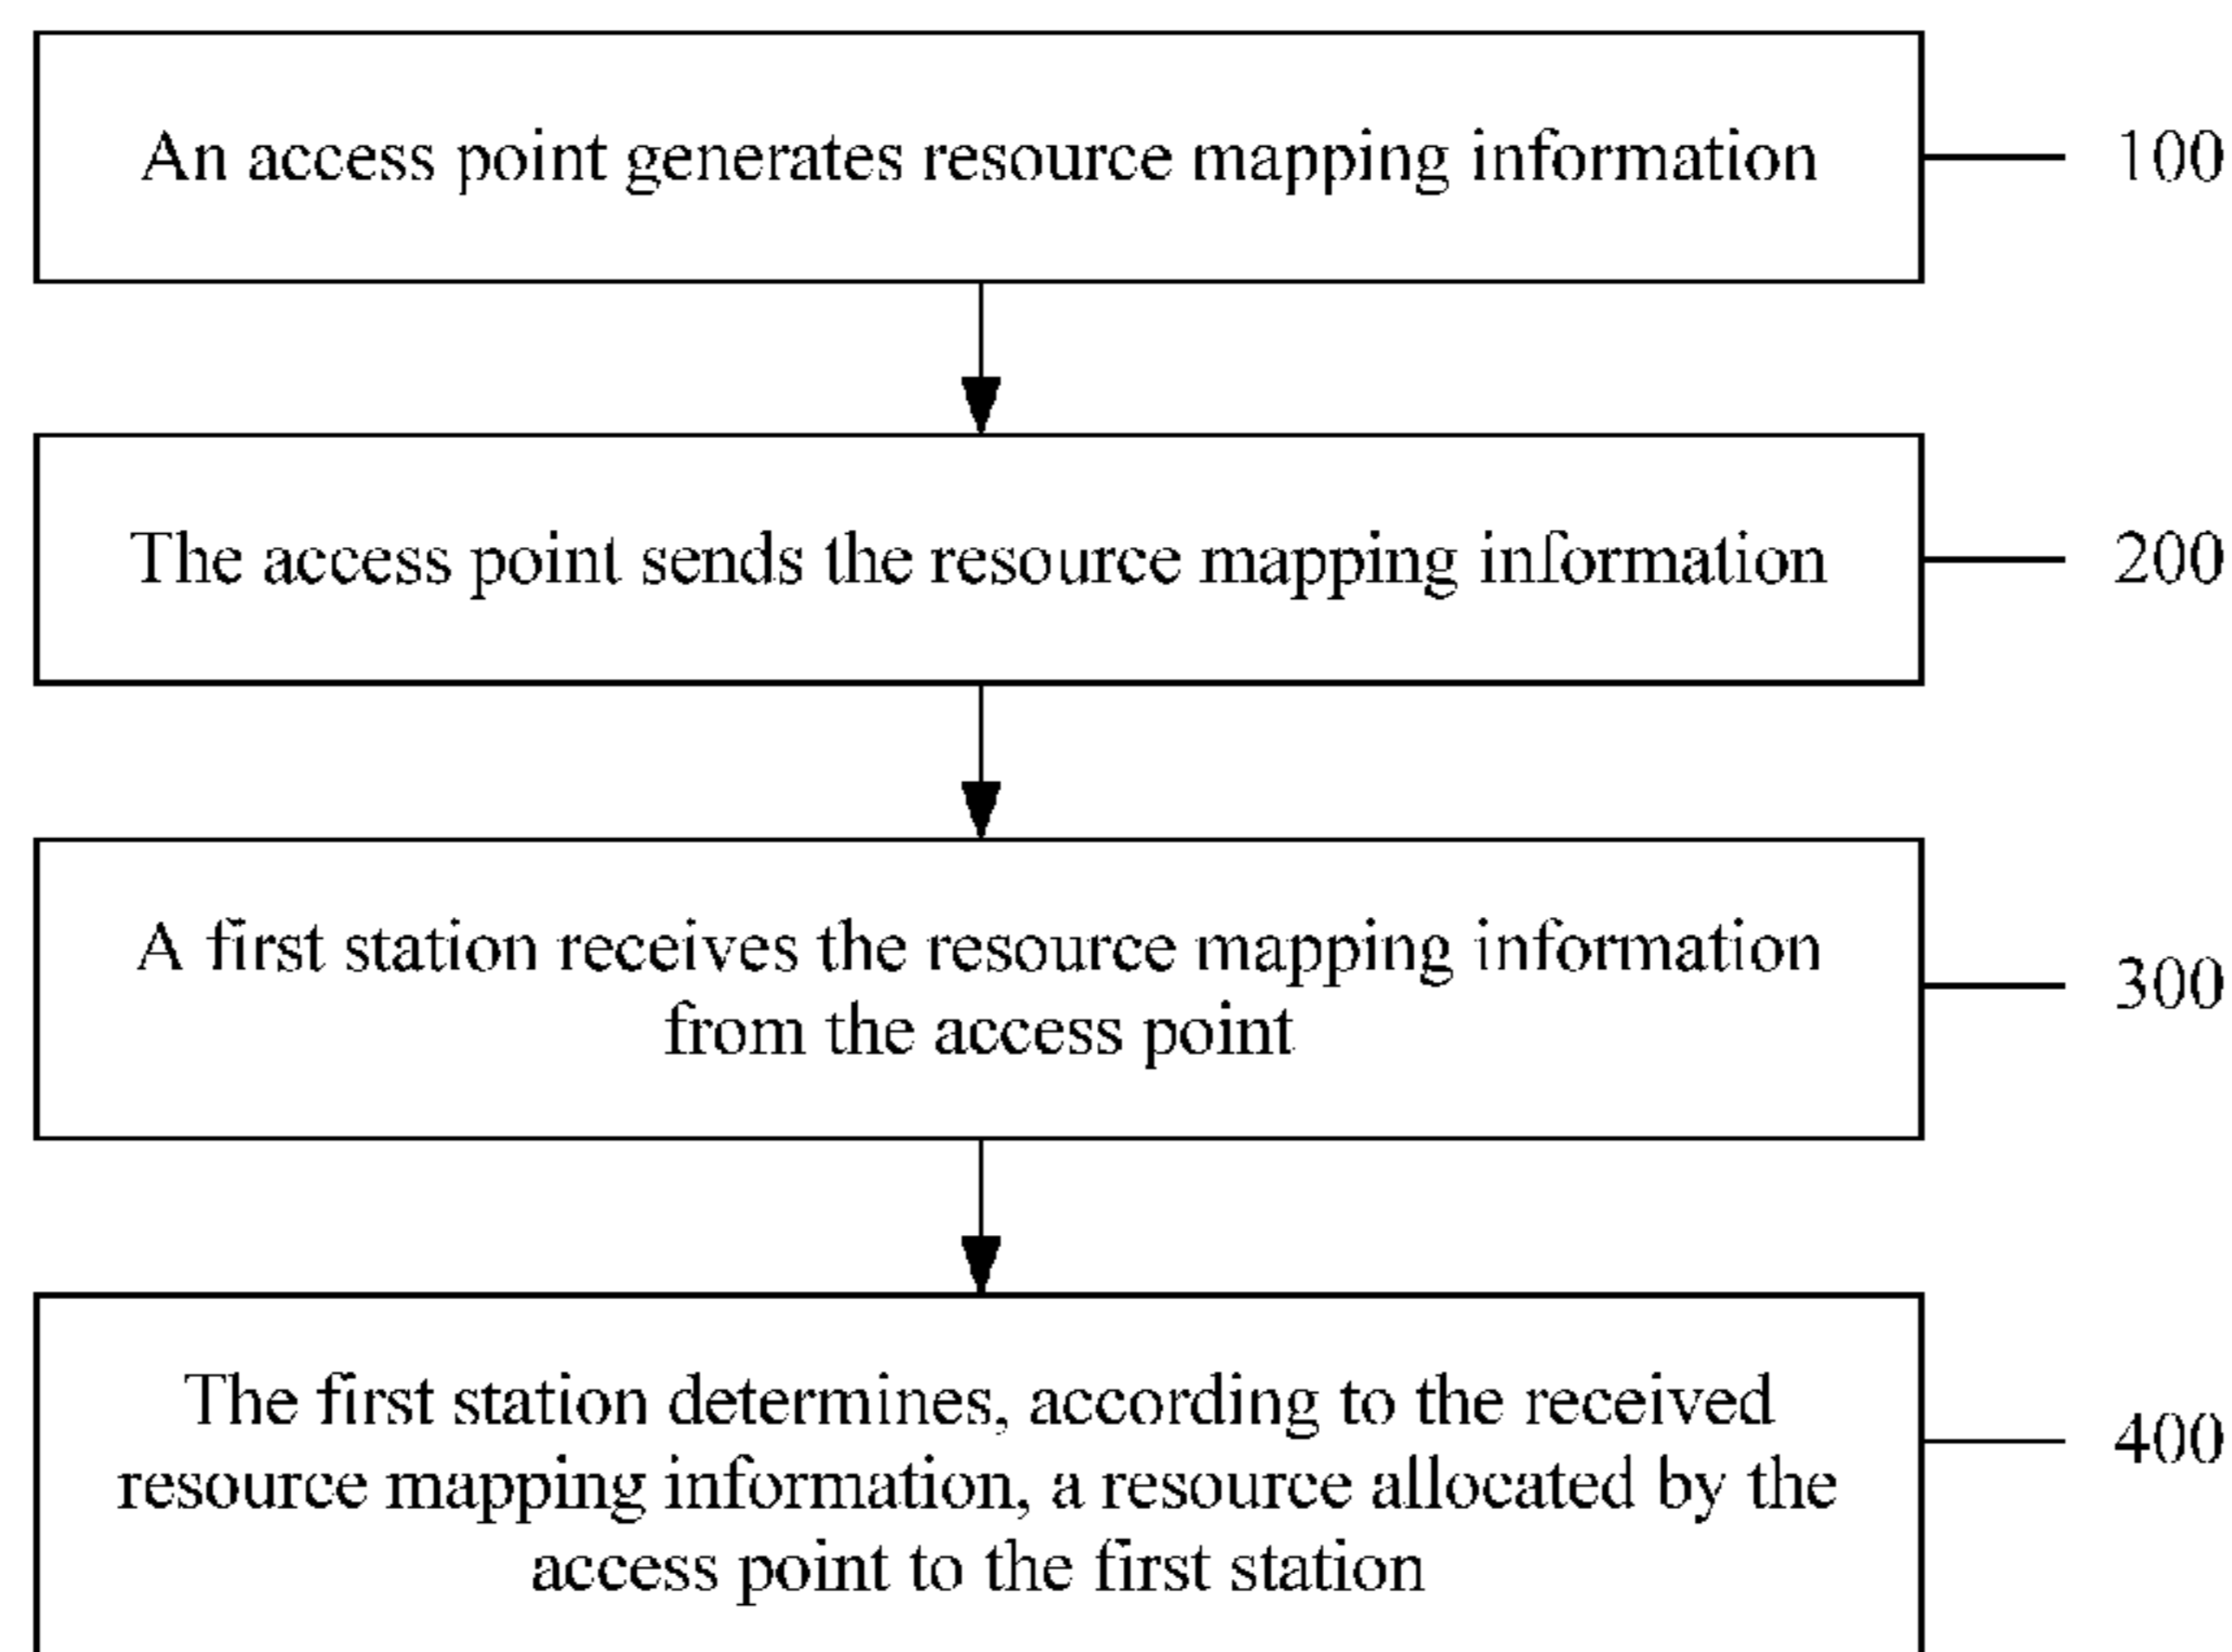 An access point generates resource mapping information
100
The access point sends the resource mapping information
200
A first station receives the resource mapping information
from the access point
300
The first station determines, according to the received
resource mapping information, a resource allocated by the
access point to the first station
400